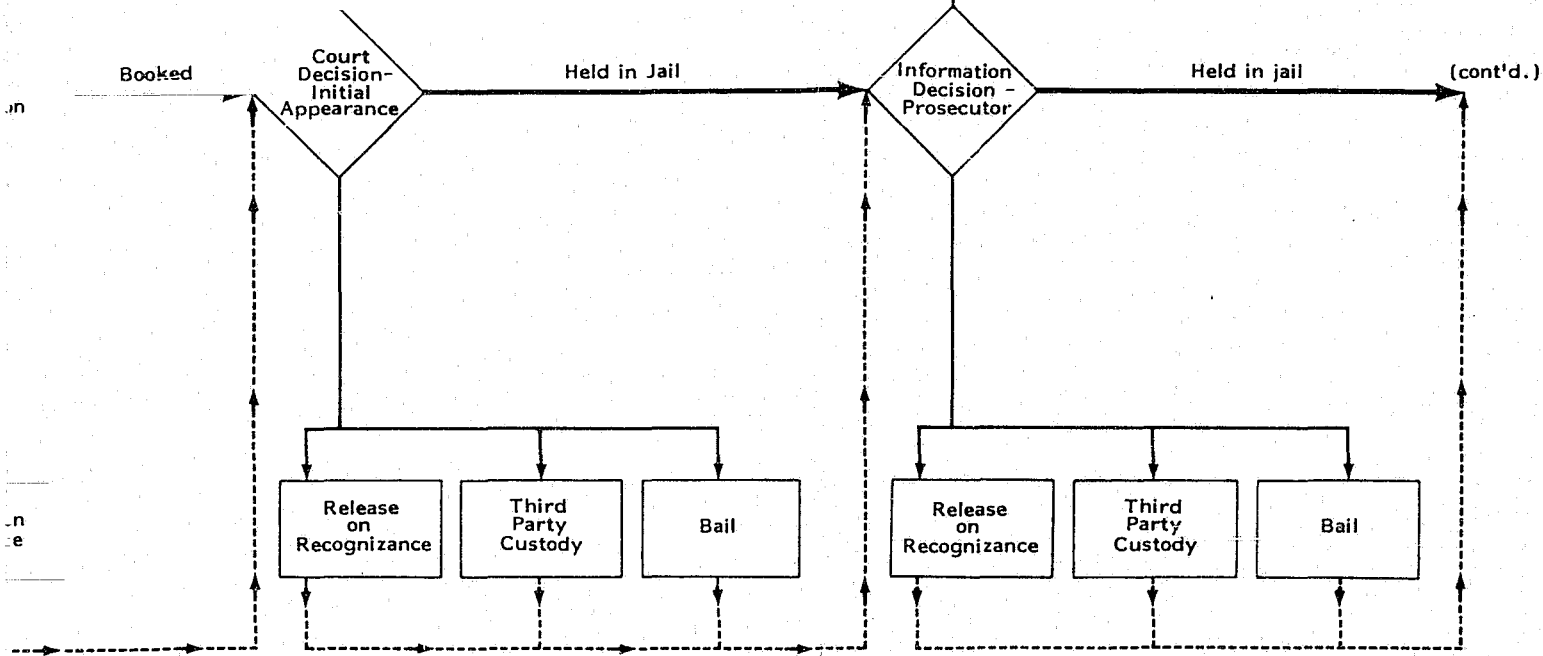 Booked
Court
Decision-
Initial
Appearance
Held in Jail
Information
Decision -
Prosecutor
Held in jail
(cont'd.)
Release
on
Recognizance
Third
Party
Custody
Bail
Release
on
Recognizance
Third
Party
Custody
Bail